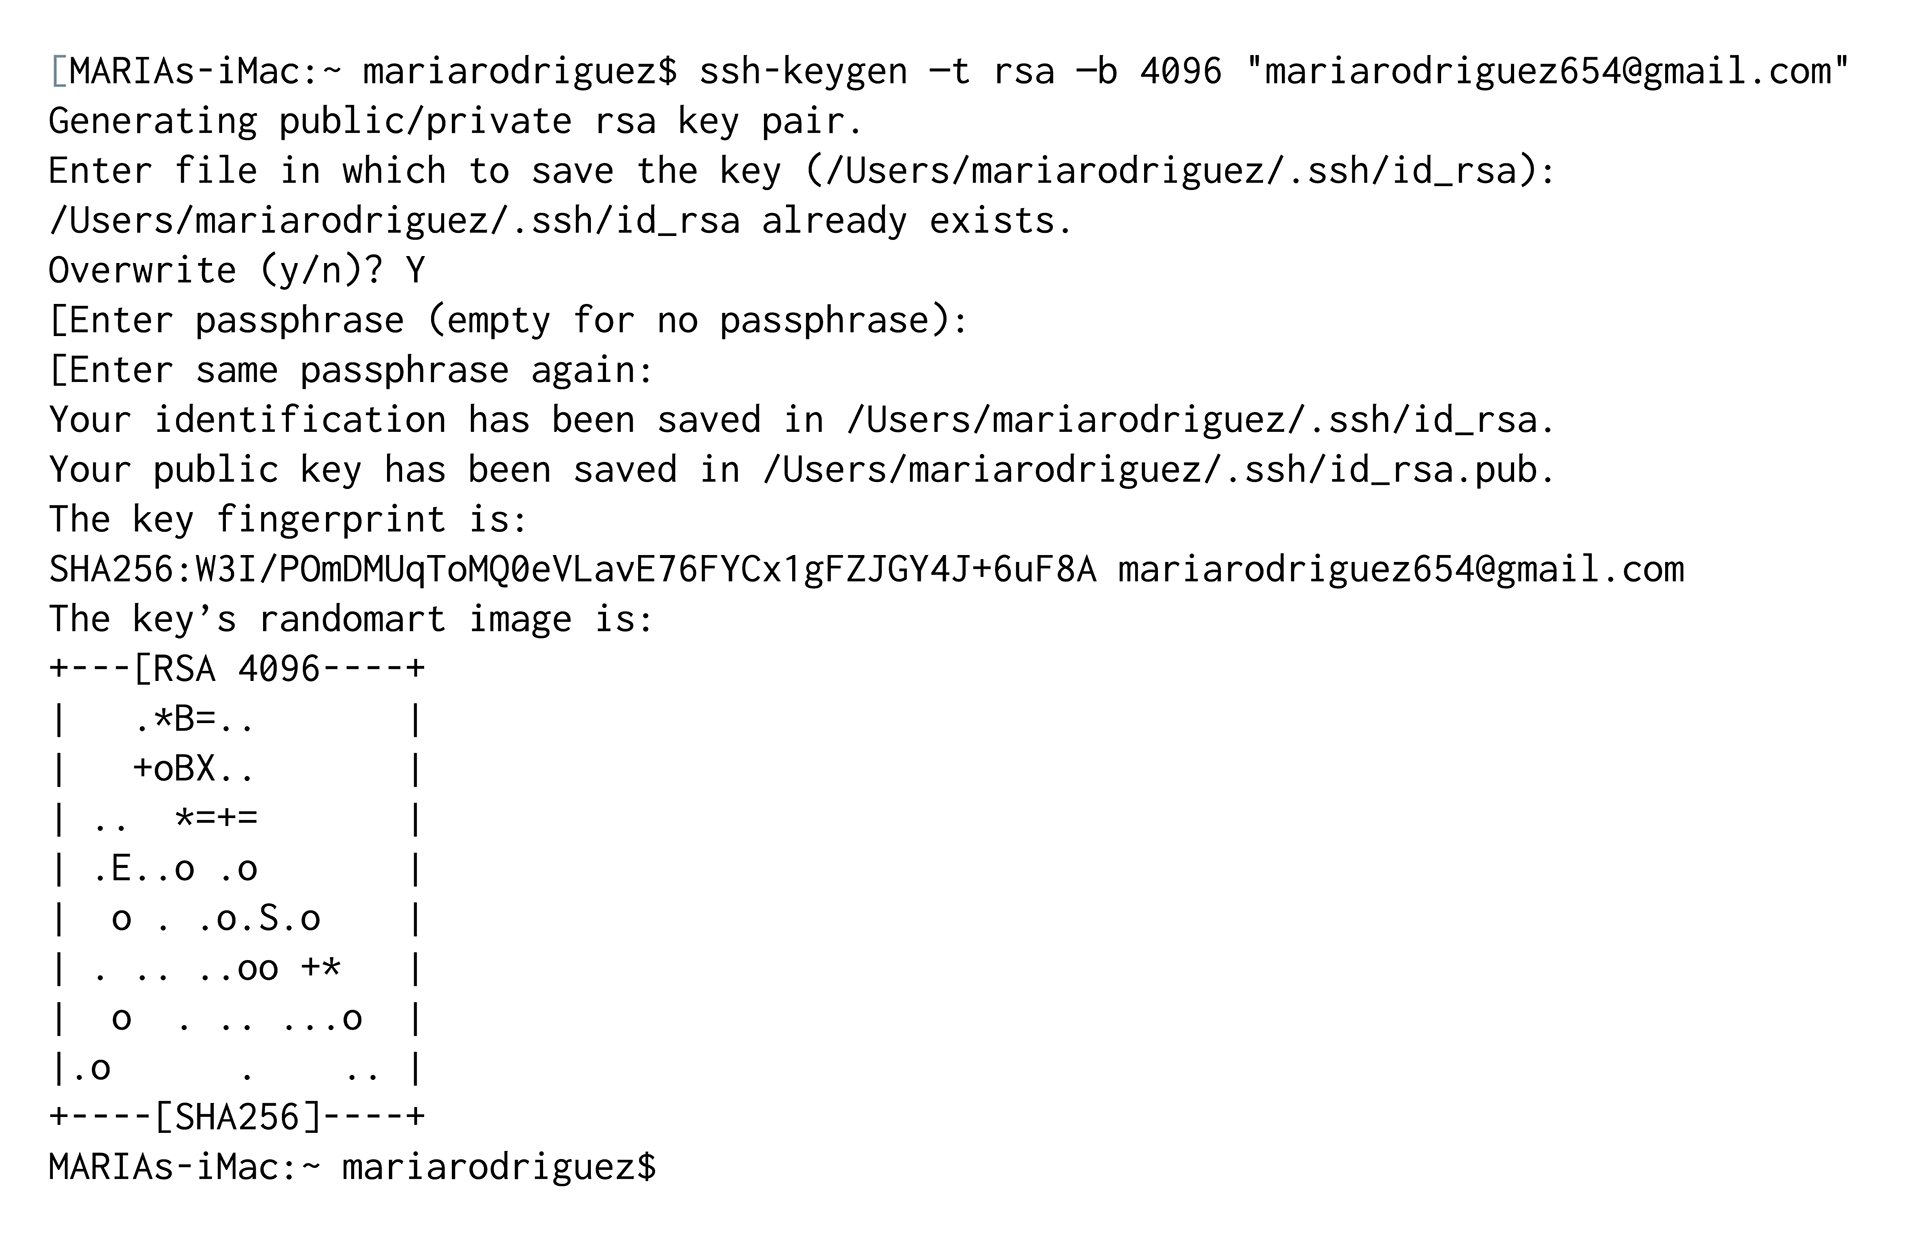 [MARIAs-iMac:~ mariarodriguez$ ssh-keygen –t rsa –b 4096 "mariarodriguez654@gmail.com"
Generating public/private rsa key pair.
Enter file in which to save the key (/Users/mariarodriguez/.ssh/id_rsa):
/Users/mariarodriguez/.ssh/id_rsa already exists.
Overwrite (y/n)? Y
[Enter passphrase (empty for no passphrase):
[Enter same passphrase again:
Your identification has been saved in /Users/mariarodriguez/.ssh/id_rsa.
Your public key has been saved in /Users/mariarodriguez/.ssh/id_rsa.pub.
The key fingerprint is:
SHA256:W3I/POmDMUqToMQ0eVLavE76FYCx1gFZJGY4J+6uF8A mariarodriguez654@gmail.com
The key’s randomart image is:
+---[RSA 4096----+
|   .*B=..       |
|   +oBX..       |
| ..  *=+=       |
| .E..o .o       |
|  o . .o.S.o    |
| . .. ..oo +*   |
|  o  . .. ...o  |
|.o      .    .. |
+----[SHA256]----+
MARIAs-iMac:~ mariarodriguez$